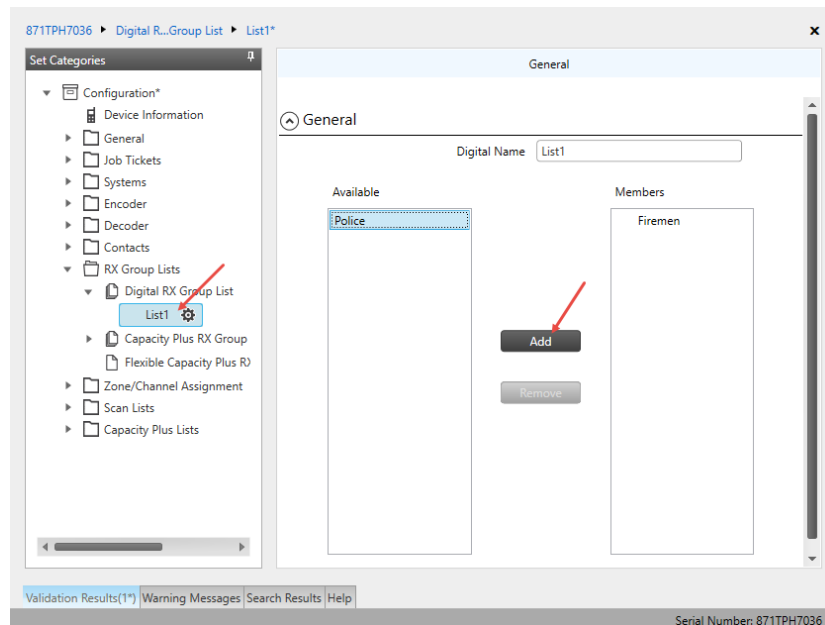 871TPH7036 Digital R...Group List List1*
Set Categories
Configuration*
Device Information
General
Job Tickets
Systems
Encoder
Decoder
Contacts
RX Group Lists
Digital RX Group List
List1
Capacity Plus RX Group
Flexible Capacity Plus RX
Zone/Channel Assignment
Scan Lists
Capacity Plus Lists
General
General
Digital Name List1
Available
Police
Add
Remove
Members
Firemen
Validation Results(1*) Warning Messages Search Results Help
Serial Number: 871TPH7036